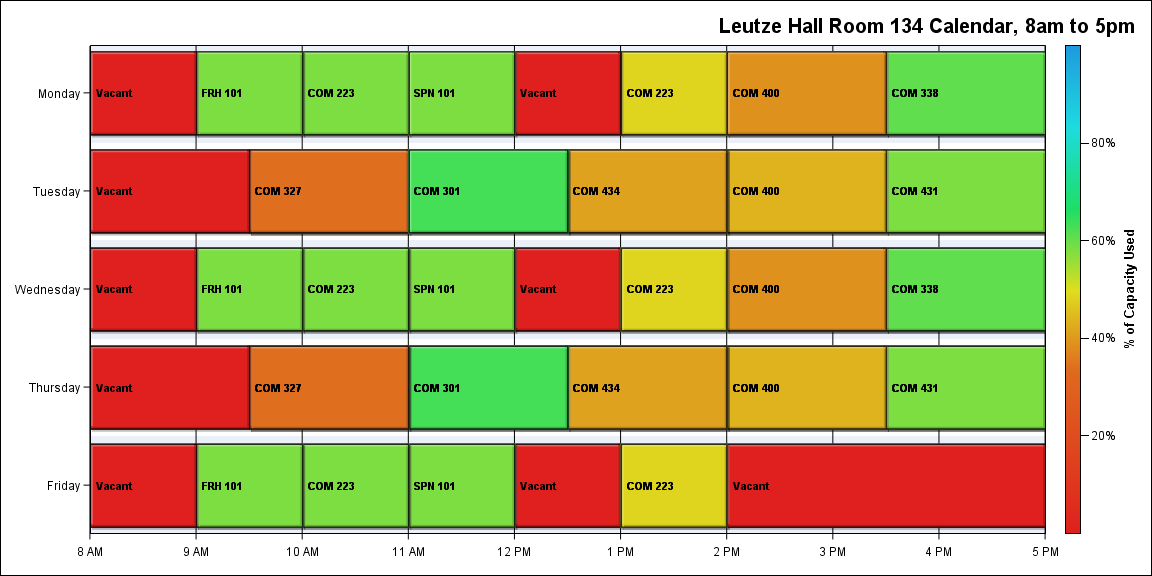 Leutze Hall Room 134 Calendar, 8am to 5pm
Monday
Vacant
FRH 101
COM 223
SPN 101
Vacant
COM 223
COM 400
COM 338
Tuesday
Vacant
COM 327
COM 301
COM 434
COM 400
COM 431
Wednesday
Vacant
FRH 101
COM 223
SPN 101
Vacant
COM 223
COM 400
COM 338
Thursday
Vacant
COM 327
COM 301
COM 434
COM 400
COM 431
Friday
Vacant
FRH 101
COM 223
SPN 101
Vacant
COM 223
Vacant
8 AM
9 AM
10 AM
11 AM
12 PM
1 PM
2 PM
3 PM
4 PM
5 PM
80%
60%
40%
20%
% of Capacity Used